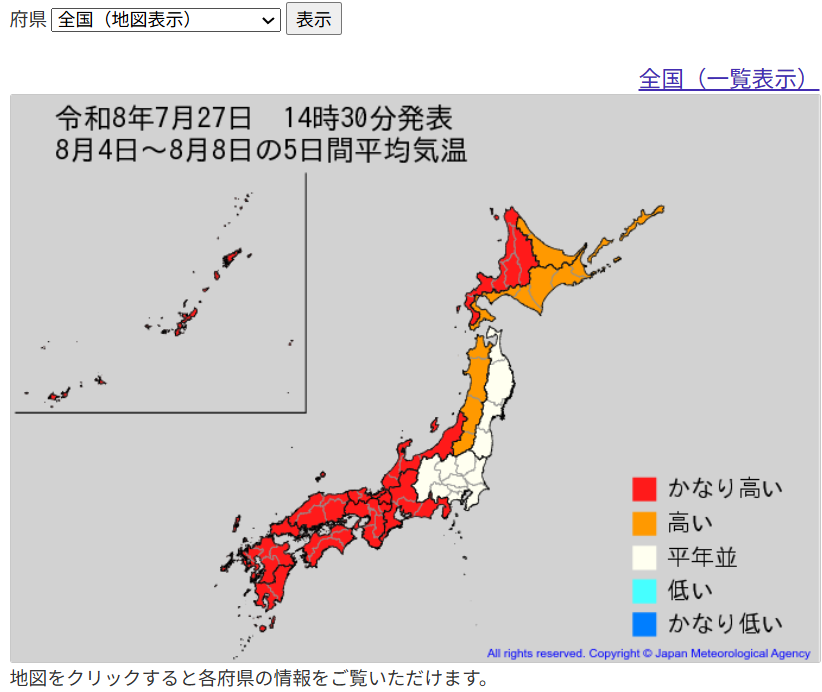 府県 全国（地図表示） 表示
全国（一覧表示）
令和8年7月27日　14時30分発表
8月4日～8月8日の5日間平均気温
かなり高い
高い
平年並
低い
かなり低い
All rights reserved. Copyright © Japan Meteorological Agency
地図をクリックすると各府県の情報をご覧いただけます。